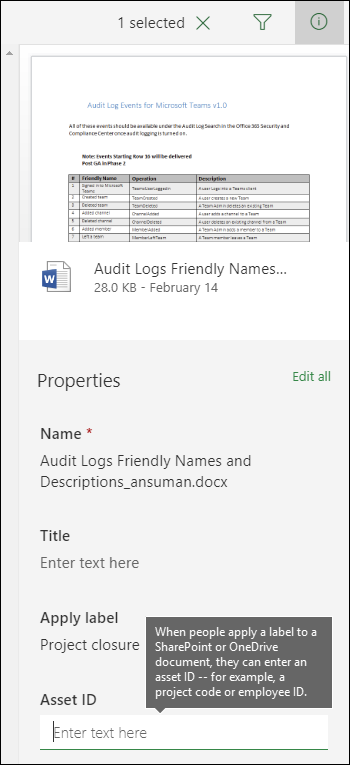 1 selected
Audit Log Events for Microsoft Teams v1.0
All of these events should be available under the Audit Log Search in the Office 365 Security and
Compliance Center once audit logging is turned on.
Note: Events Starting Row 10 will be delivered
Post GA in Phase 2
# Friendly Name Operation Description
1 Signed in to Microsoft Teams TeamsUserLoggedIn A user Logs into a Teams client
2 Created team TeamCreated A user creates a new Team
3 Deleted team TeamDeleted A Team Admin deletes an existing Team
4 Added channel ChannelAdded A user adds a channel to a Team
5 Deleted channel ChannelDeleted A user deletes an existing channel from a Team
6 Added member MemberAdded A Team Admin adds a member to a Team
7 Left a team MemberLeftTeam A Team member leaves a Team
Audit Logs Friendly Names...
28.0 KB - February 14
Properties
Edit all
Name *
Audit Logs Friendly Names and
Descriptions_ansuman.docx
Title
Enter text here
Apply label
Project closure
When people apply a label to a
SharePoint or OneDrive
document, they can enter an
asset ID -- for example, a
project code or employee ID.
Asset ID
Enter text here